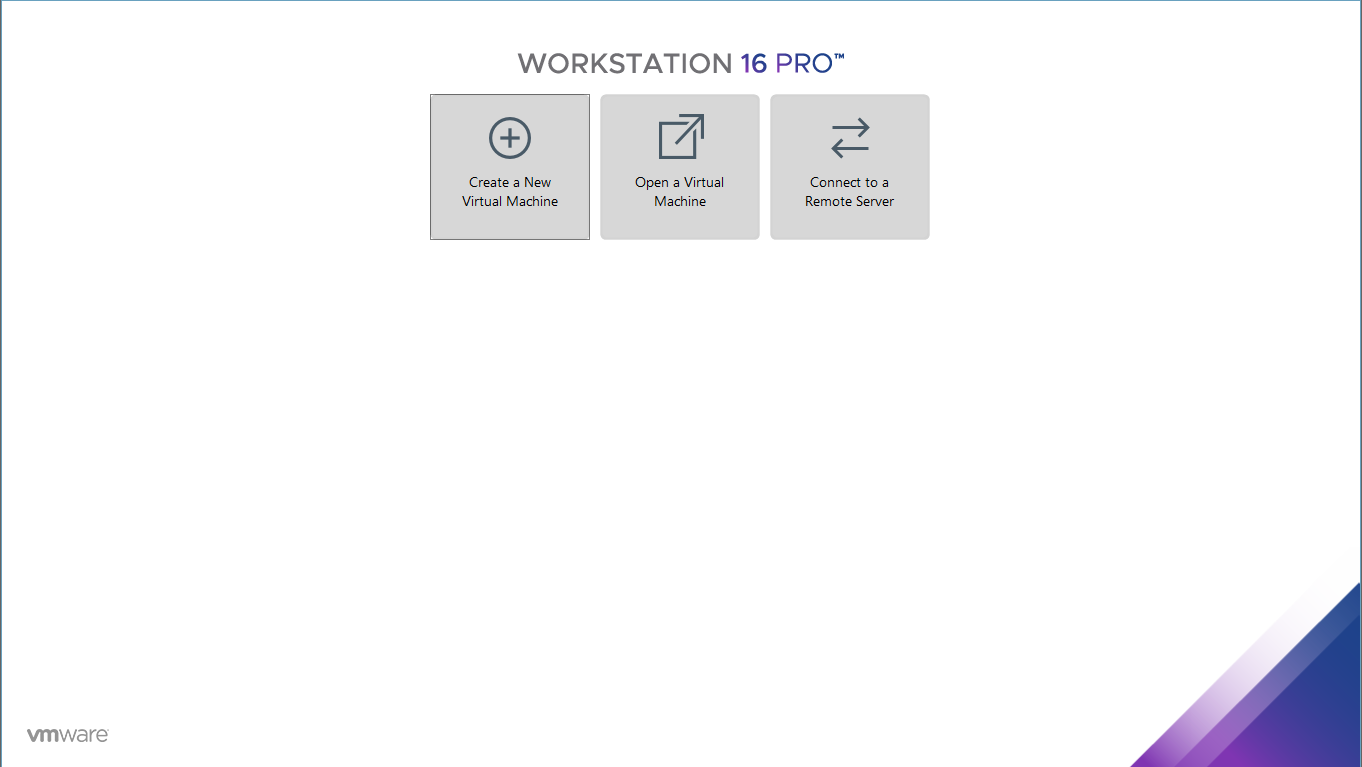 WORKSTATION 16 PRO™
Create a New
Virtual Machine
Open a Virtual
Machine
Connect to a
Remote Server
vmware®